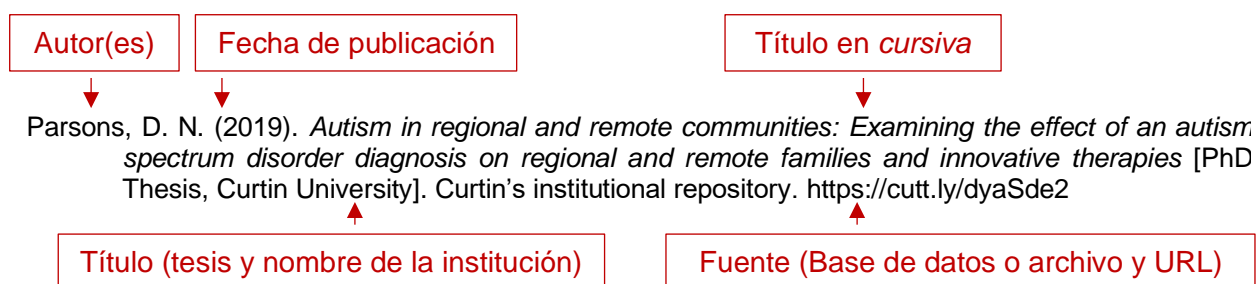 Autor(es) Fecha de publicación Título en cursiva
Parsons, D. N. (2019). Autism in regional and remote communities: Examining the effect of an autism
spectrum disorder diagnosis on regional and remote families and innovative therapies [PhD
Thesis, Curtin University]. Curtin’s institutional repository. https://cutt.ly/dyaSde2
Título (tesis y nombre de la institución) Fuente (Base de datos o archivo y URL)